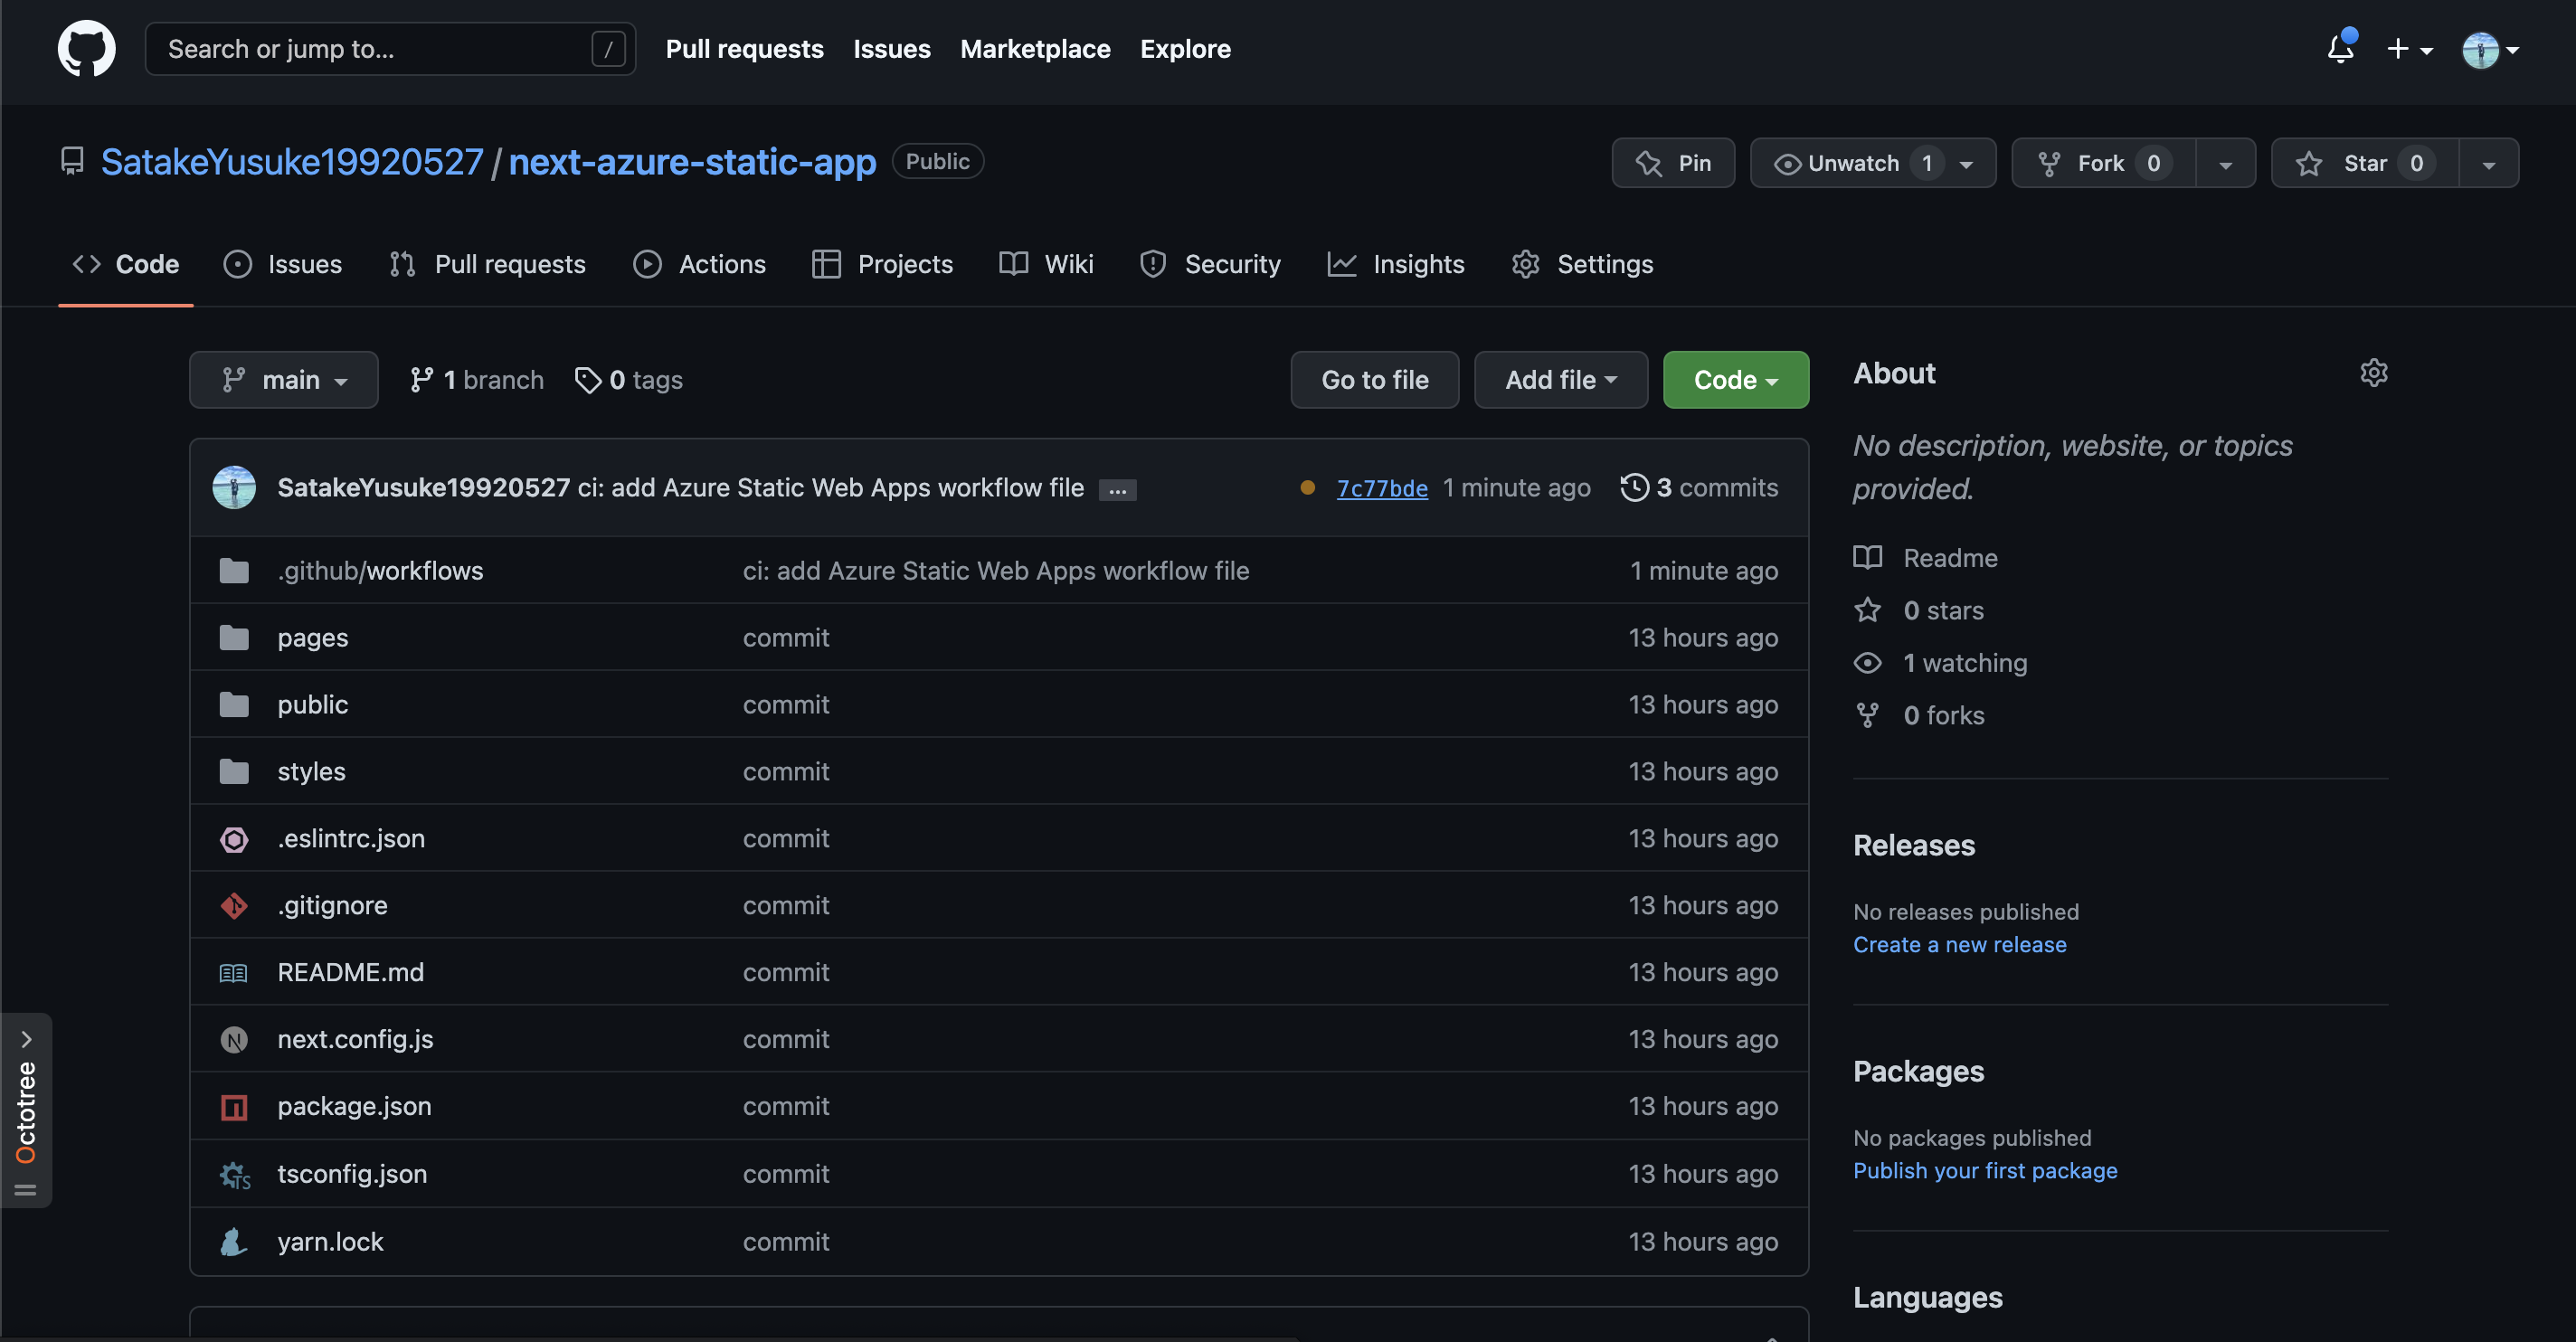 Search or jump to... /
Pull requests Issues Marketplace Explore
SatakeYusuke19920527 / next-azure-static-app Public
Pin Unwatch 1 Fork 0 Star 0
Code Issues Pull requests Actions Projects Wiki Security Insights Settings
main 1 branch 0 tags Go to file Add file Code
SatakeYusuke19920527 ci: add Azure Static Web Apps workflow file ... 7c77bde 1 minute ago 3 commits
.github/workflows ci: add Azure Static Web Apps workflow file 1 minute ago
pages commit 13 hours ago
public commit 13 hours ago
styles commit 13 hours ago
.eslintrc.json commit 13 hours ago
.gitignore commit 13 hours ago
README.md commit 13 hours ago
next.config.js commit 13 hours ago
package.json commit 13 hours ago
TS tsconfig.json commit 13 hours ago
yarn.lock commit 13 hours ago
About
No description, website, or topics
provided.
Readme
0 stars
1 watching
0 forks
Releases
No releases published
Create a new release
Packages
No packages published
Publish your first package
Languages
Octotree